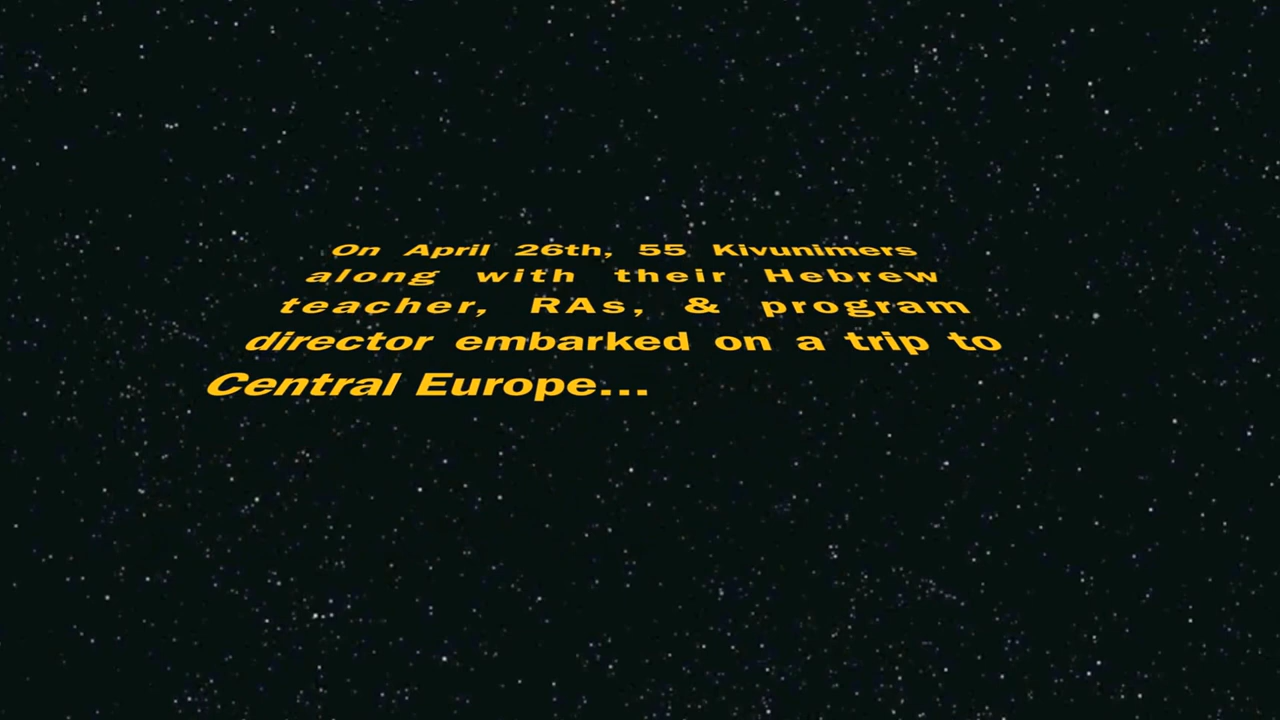 On April 26th, 55 Kivunimers
along with their Hebrew
teacher, RAs, & program
director embarked on a trip to
Central Europe...